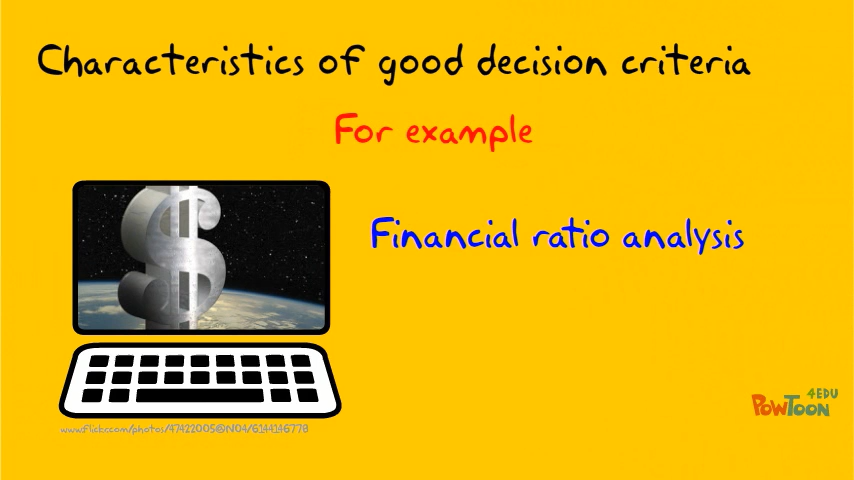 Characteristics of good decision criteria
For example
Financial ratio analysis
4EDU
PowToon
www.flickr.com/photos/47422005@N04/6144146778